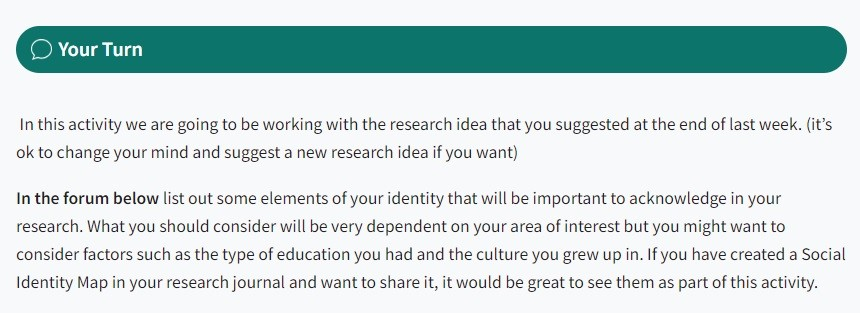 Your Turn
In this activity we are going to be working with the research idea that you suggested at the end of last week. (it's
ok to change your mind and suggest a new research idea if you want)
In the forum below list out some elements of your identity that will be important to acknowledge in your
research. What you should consider will be very dependent on your area of interest but you might want to
consider factors such as the type of education you had and the culture you grew up in. If you have created a Social
Identity Map in your research journal and want to share it, it would be great to see them as part of this activity.